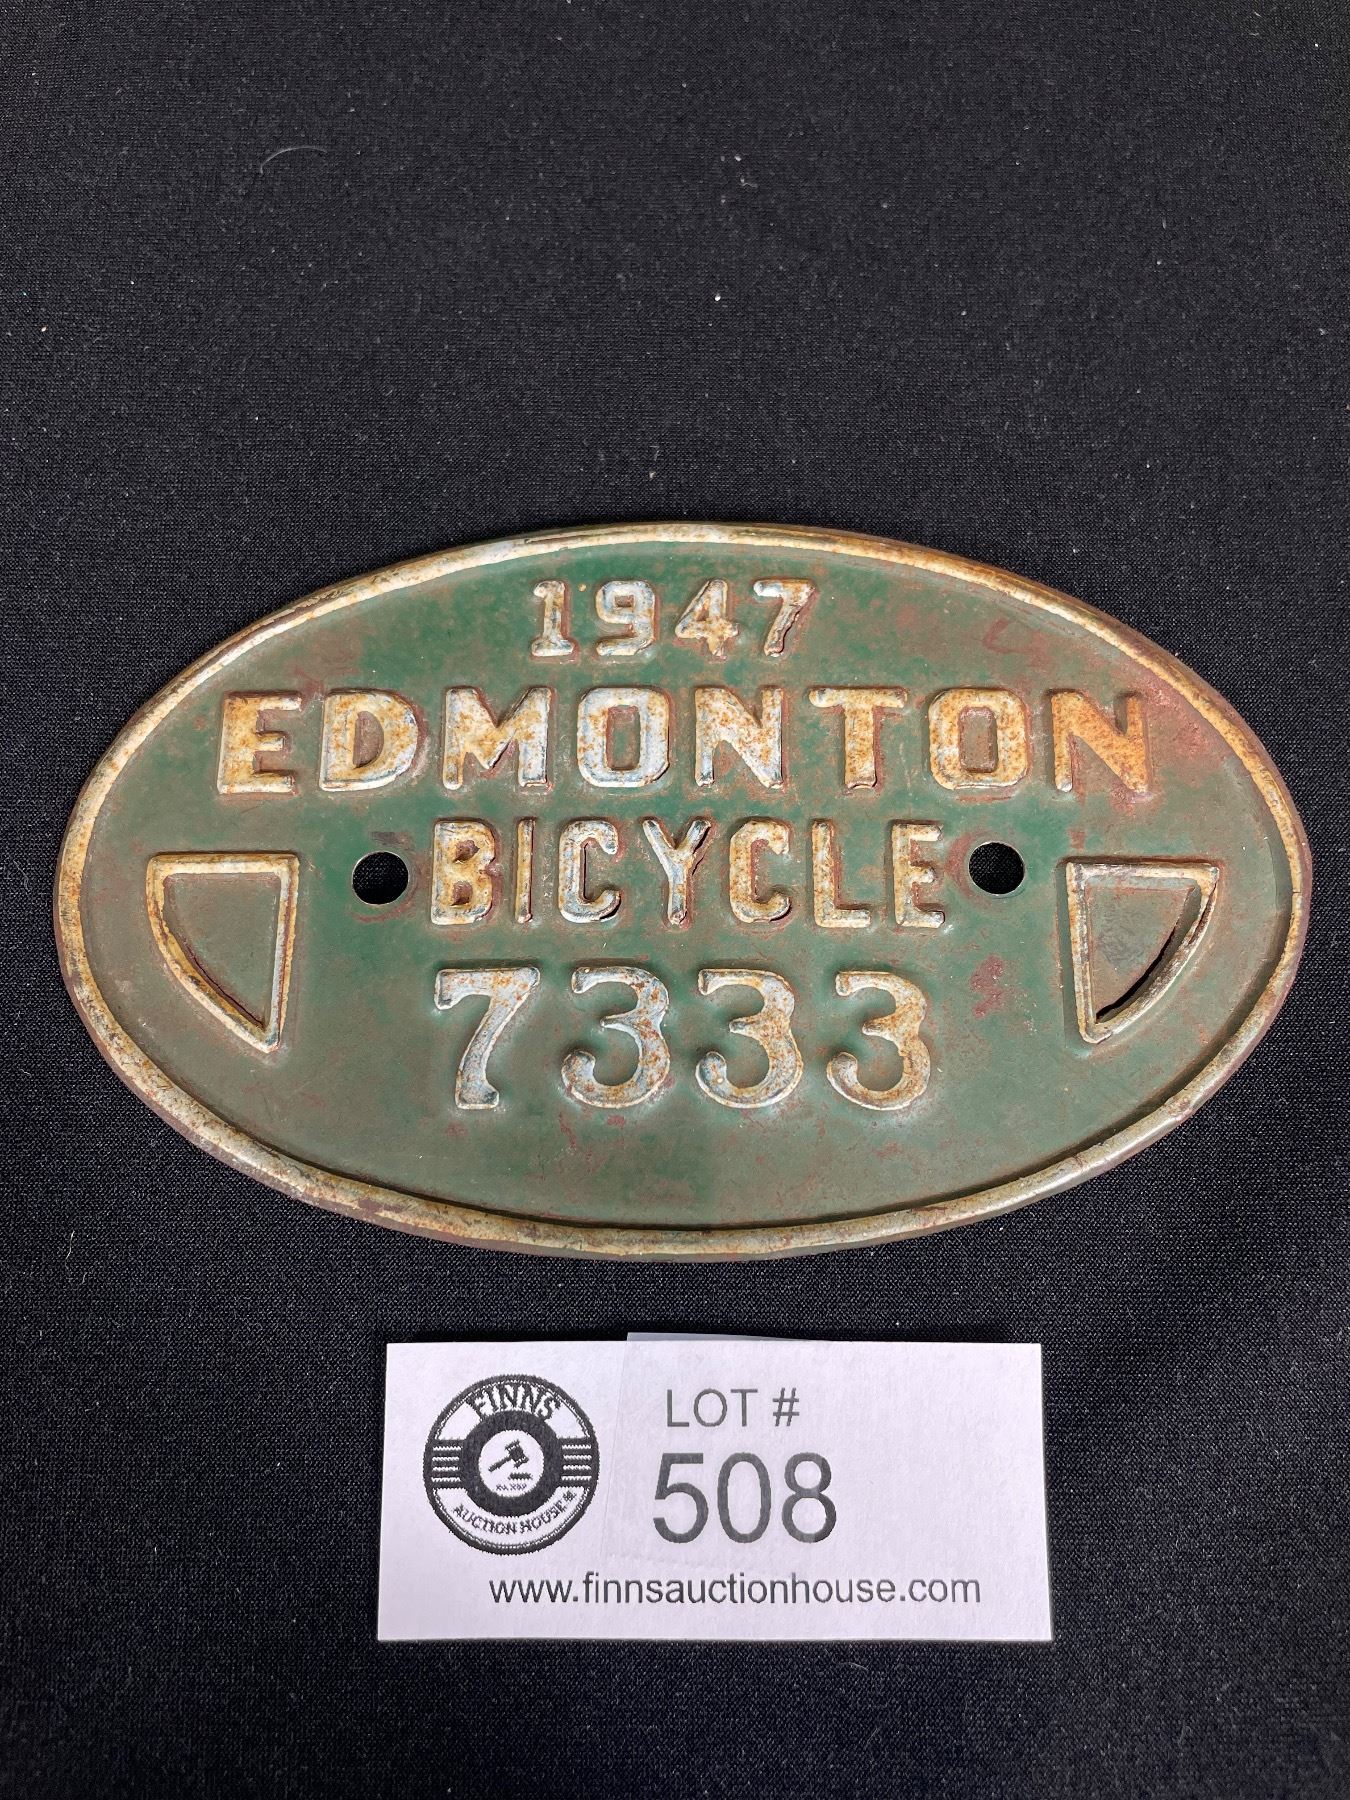 1947
EDMONTON
BICYCLE
7333
FINNS
AUCTION HOUSE &
LOT #
508
www.finnsauctionhouse.com